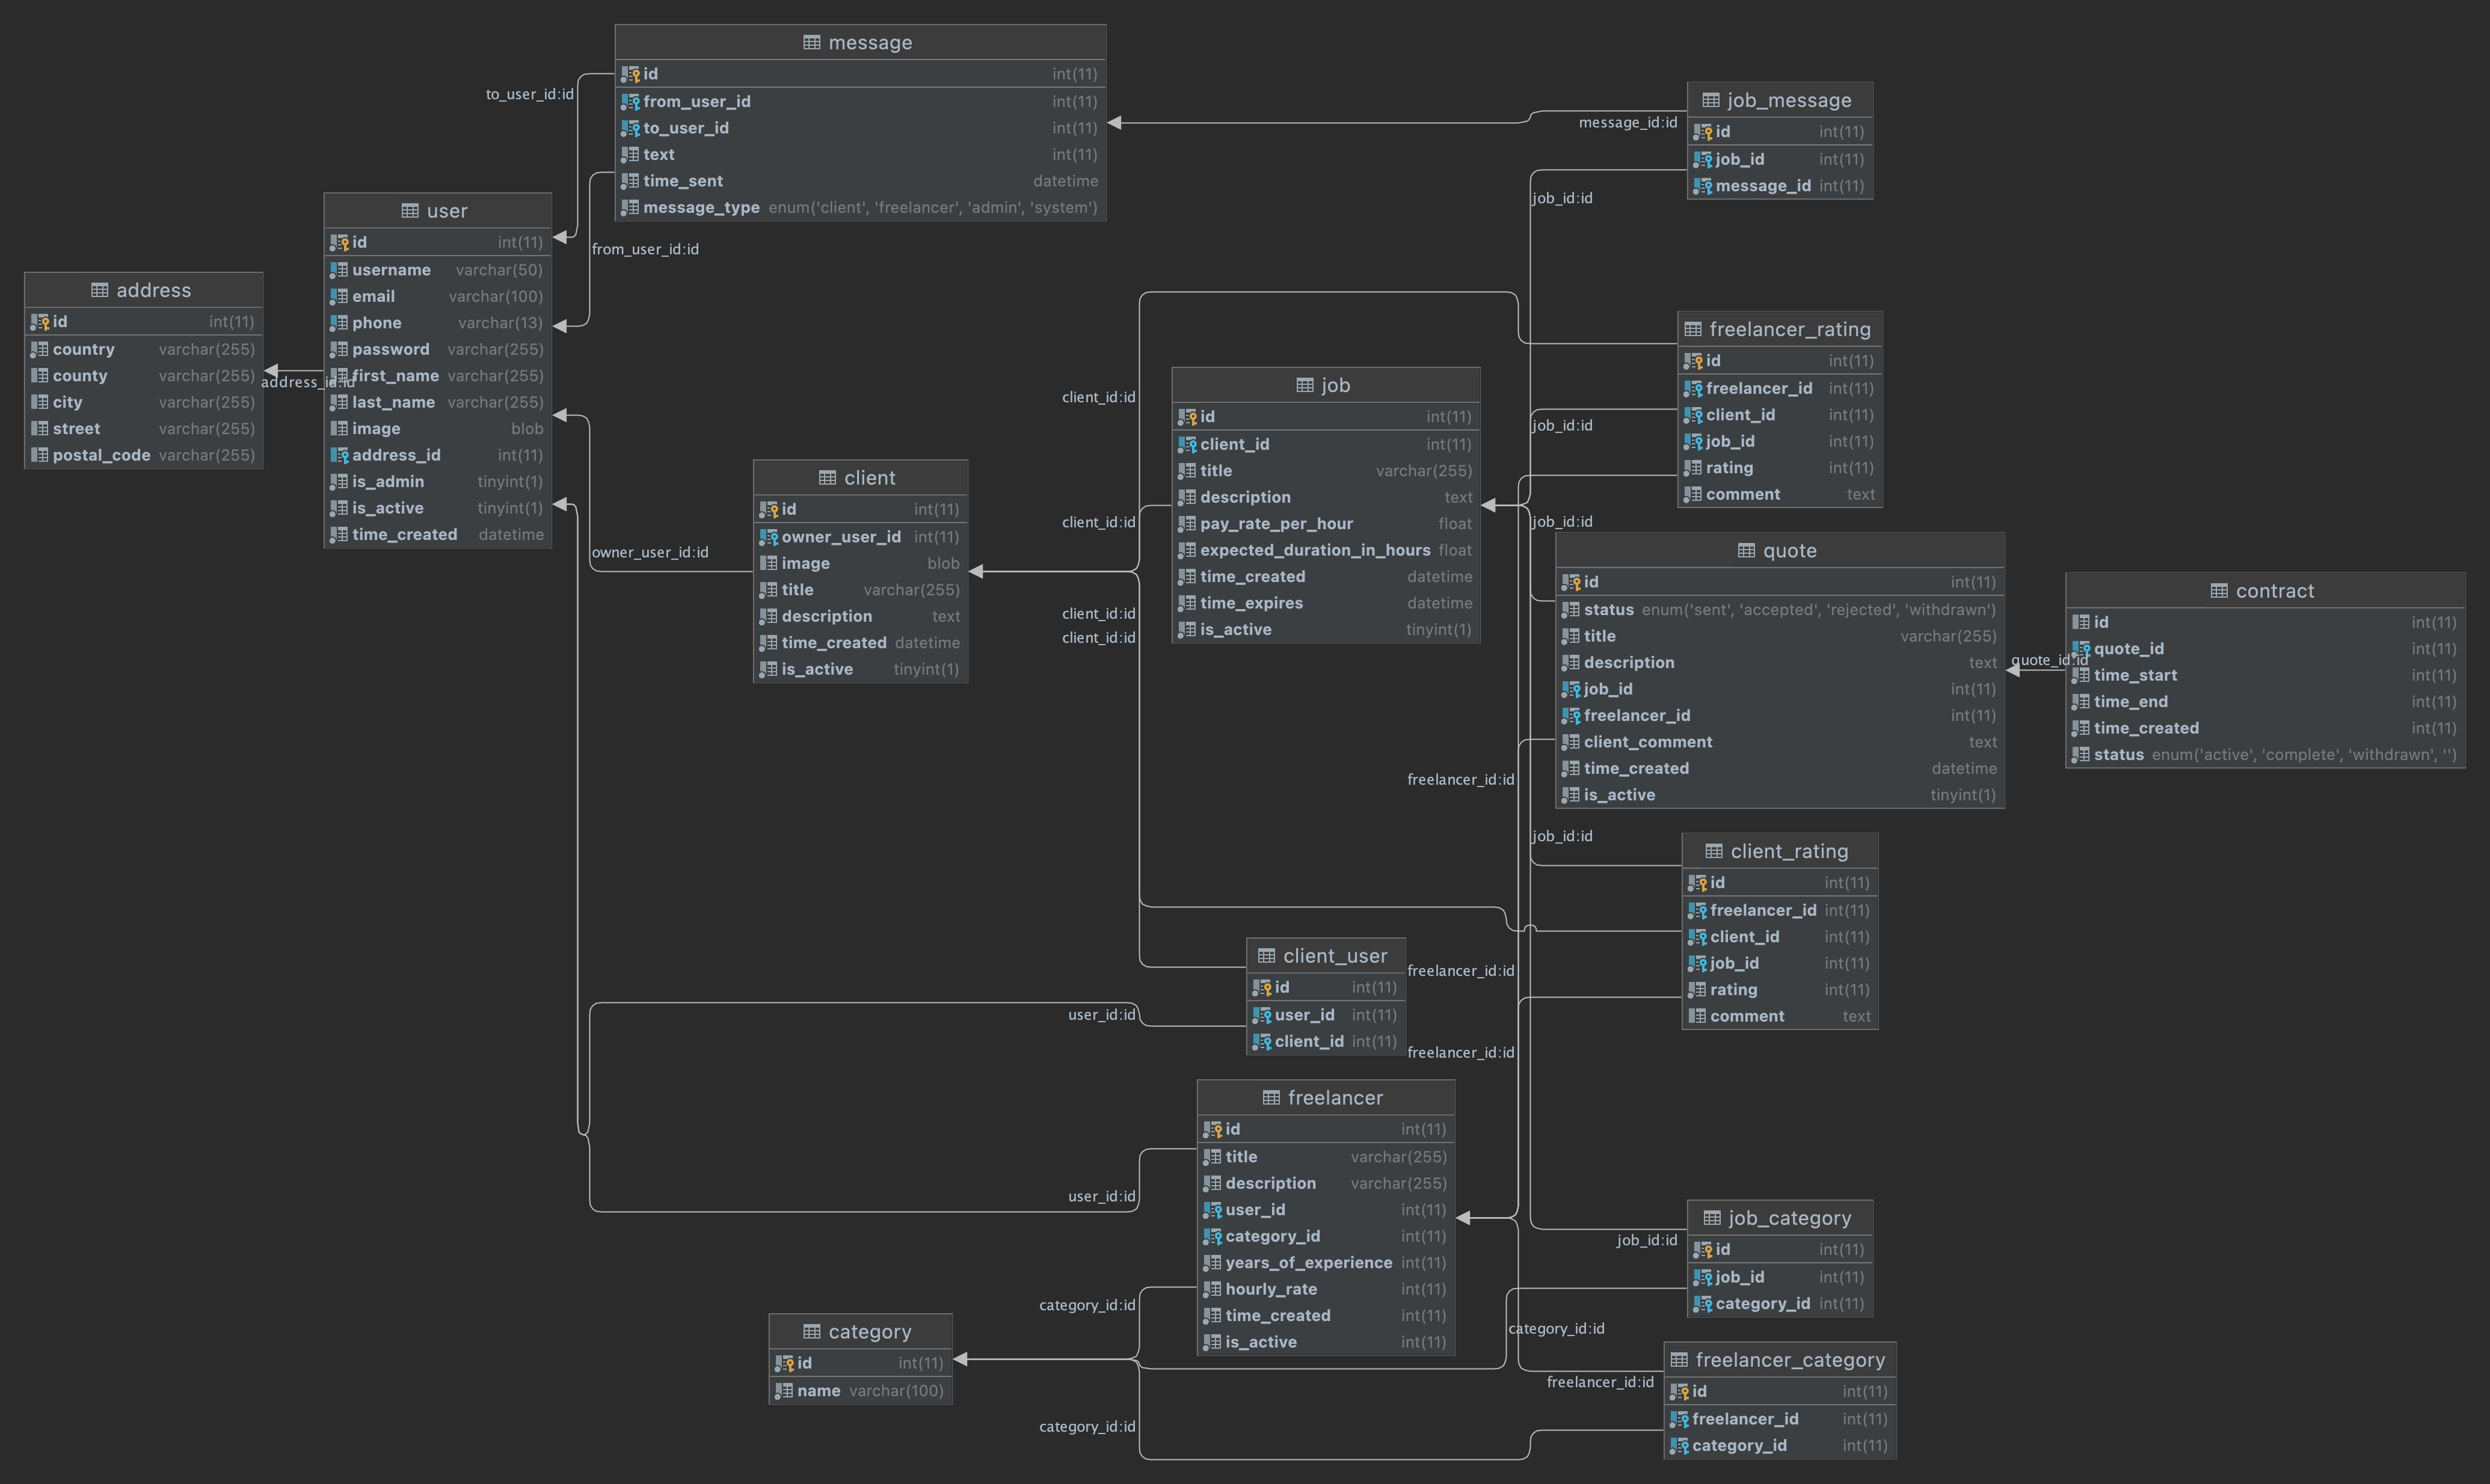 message
id int(11)
from_user_id int(11)
to_user_id int(11)
text int(11)
time_sent datetime
message_type enum('client', 'freelancer', 'admin', 'system')
to_user_id:id
from_user_id:id
job_message
id int(11)
job_id int(11)
message_id int(11)
message_id:id
job_id:id
user
id int(11)
username varchar(50)
email varchar(100)
phone varchar(13)
password varchar(255)
first_name varchar(255)
last_name varchar(255)
image blob
address_id int(11)
is_admin tinyint(1)
is_active tinyint(1)
time_created datetime
address
id int(11)
country varchar(255)
county varchar(255)
city varchar(255)
street varchar(255)
postal_code varchar(255)
address_id:id
freelancer_rating
id int(11)
freelancer_id int(11)
client_id int(11)
job_id int(11)
rating int(11)
comment text
client_id:id
job_id:id
job
id int(11)
client_id int(11)
title varchar(255)
description text
pay_rate_per_hour float
expected_duration_in_hours float
time_created datetime
time_expires datetime
is_active tinyint(1)
client_id:id
job_id:id
client
id int(11)
owner_user_id int(11)
image blob
title varchar(255)
description text
time_created datetime
is_active tinyint(1)
owner_user_id:id
client_id:id
client_id:id
quote
id int(11)
status enum('sent', 'accepted', 'rejected', 'withdrawn')
title varchar(255)
description text
job_id int(11)
freelancer_id int(11)
client_comment text
time_created datetime
is_active tinyint(1)
freelancer_id:id
contract
id int(11)
quote_id int(11)
time_start int(11)
time_end int(11)
time_created int(11)
status enum('active', 'complete', 'withdrawn', '')
quote_id:id
job_id:id
client_rating
id int(11)
freelancer_id int(11)
client_id int(11)
job_id int(11)
rating int(11)
comment text
client_user
id int(11)
user_id int(11)
client_id int(11)
freelancer_id:id
user_id:id
freelancer_id:id
freelancer
id int(11)
title varchar(255)
description varchar(255)
user_id int(11)
category_id int(11)
years_of_experience int(11)
hourly_rate int(11)
time_created int(11)
is_active int(11)
user_id:id
category_id:id
job_category
id int(11)
job_id int(11)
category_id int(11)
job_id:id
category_id:id
category
id int(11)
name varchar(100)
category_id:id
freelancer_category
id int(11)
freelancer_id int(11)
category_id int(11)
freelancer_id:id